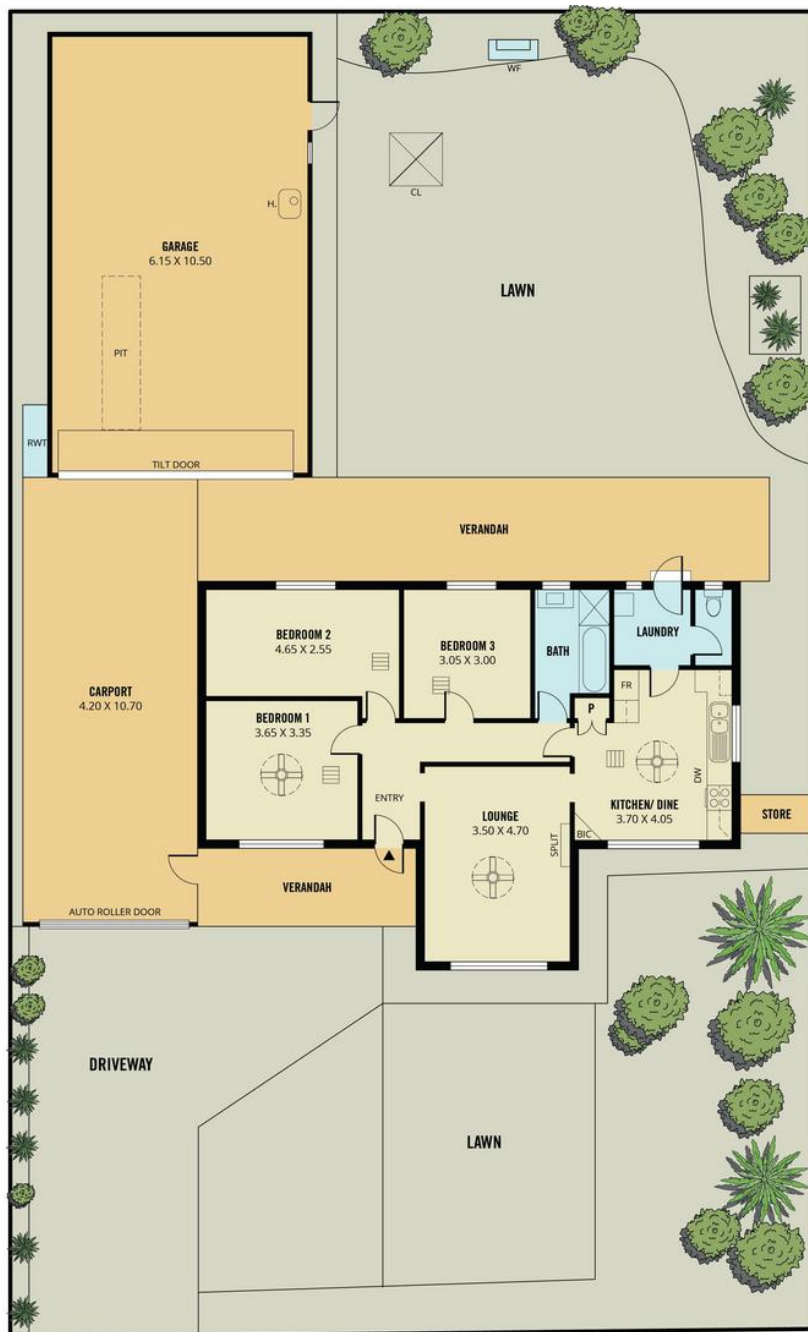 WF
CL
H.
GARAGE
6.15 X 10.50
LAWN
PIT
RWT
TILT DOOR
VERANDAH
BEDROOM 2
4.65 X 2.55
BEDROOM 3
3.05 X 3.00
BATH
LAUNDRY
CARPORT
4.20 X 10.70
BEDROOM 1
3.65 X 3.35
FR
P
ENTRY
LOUNGE
3.50 X 4.70
SPLIT
BIC
KITCHEN/ DINE
3.70 X 4.05
DW
STORE
VERANDAH
AUTO ROLLER DOOR
DRIVEWAY
LAWN